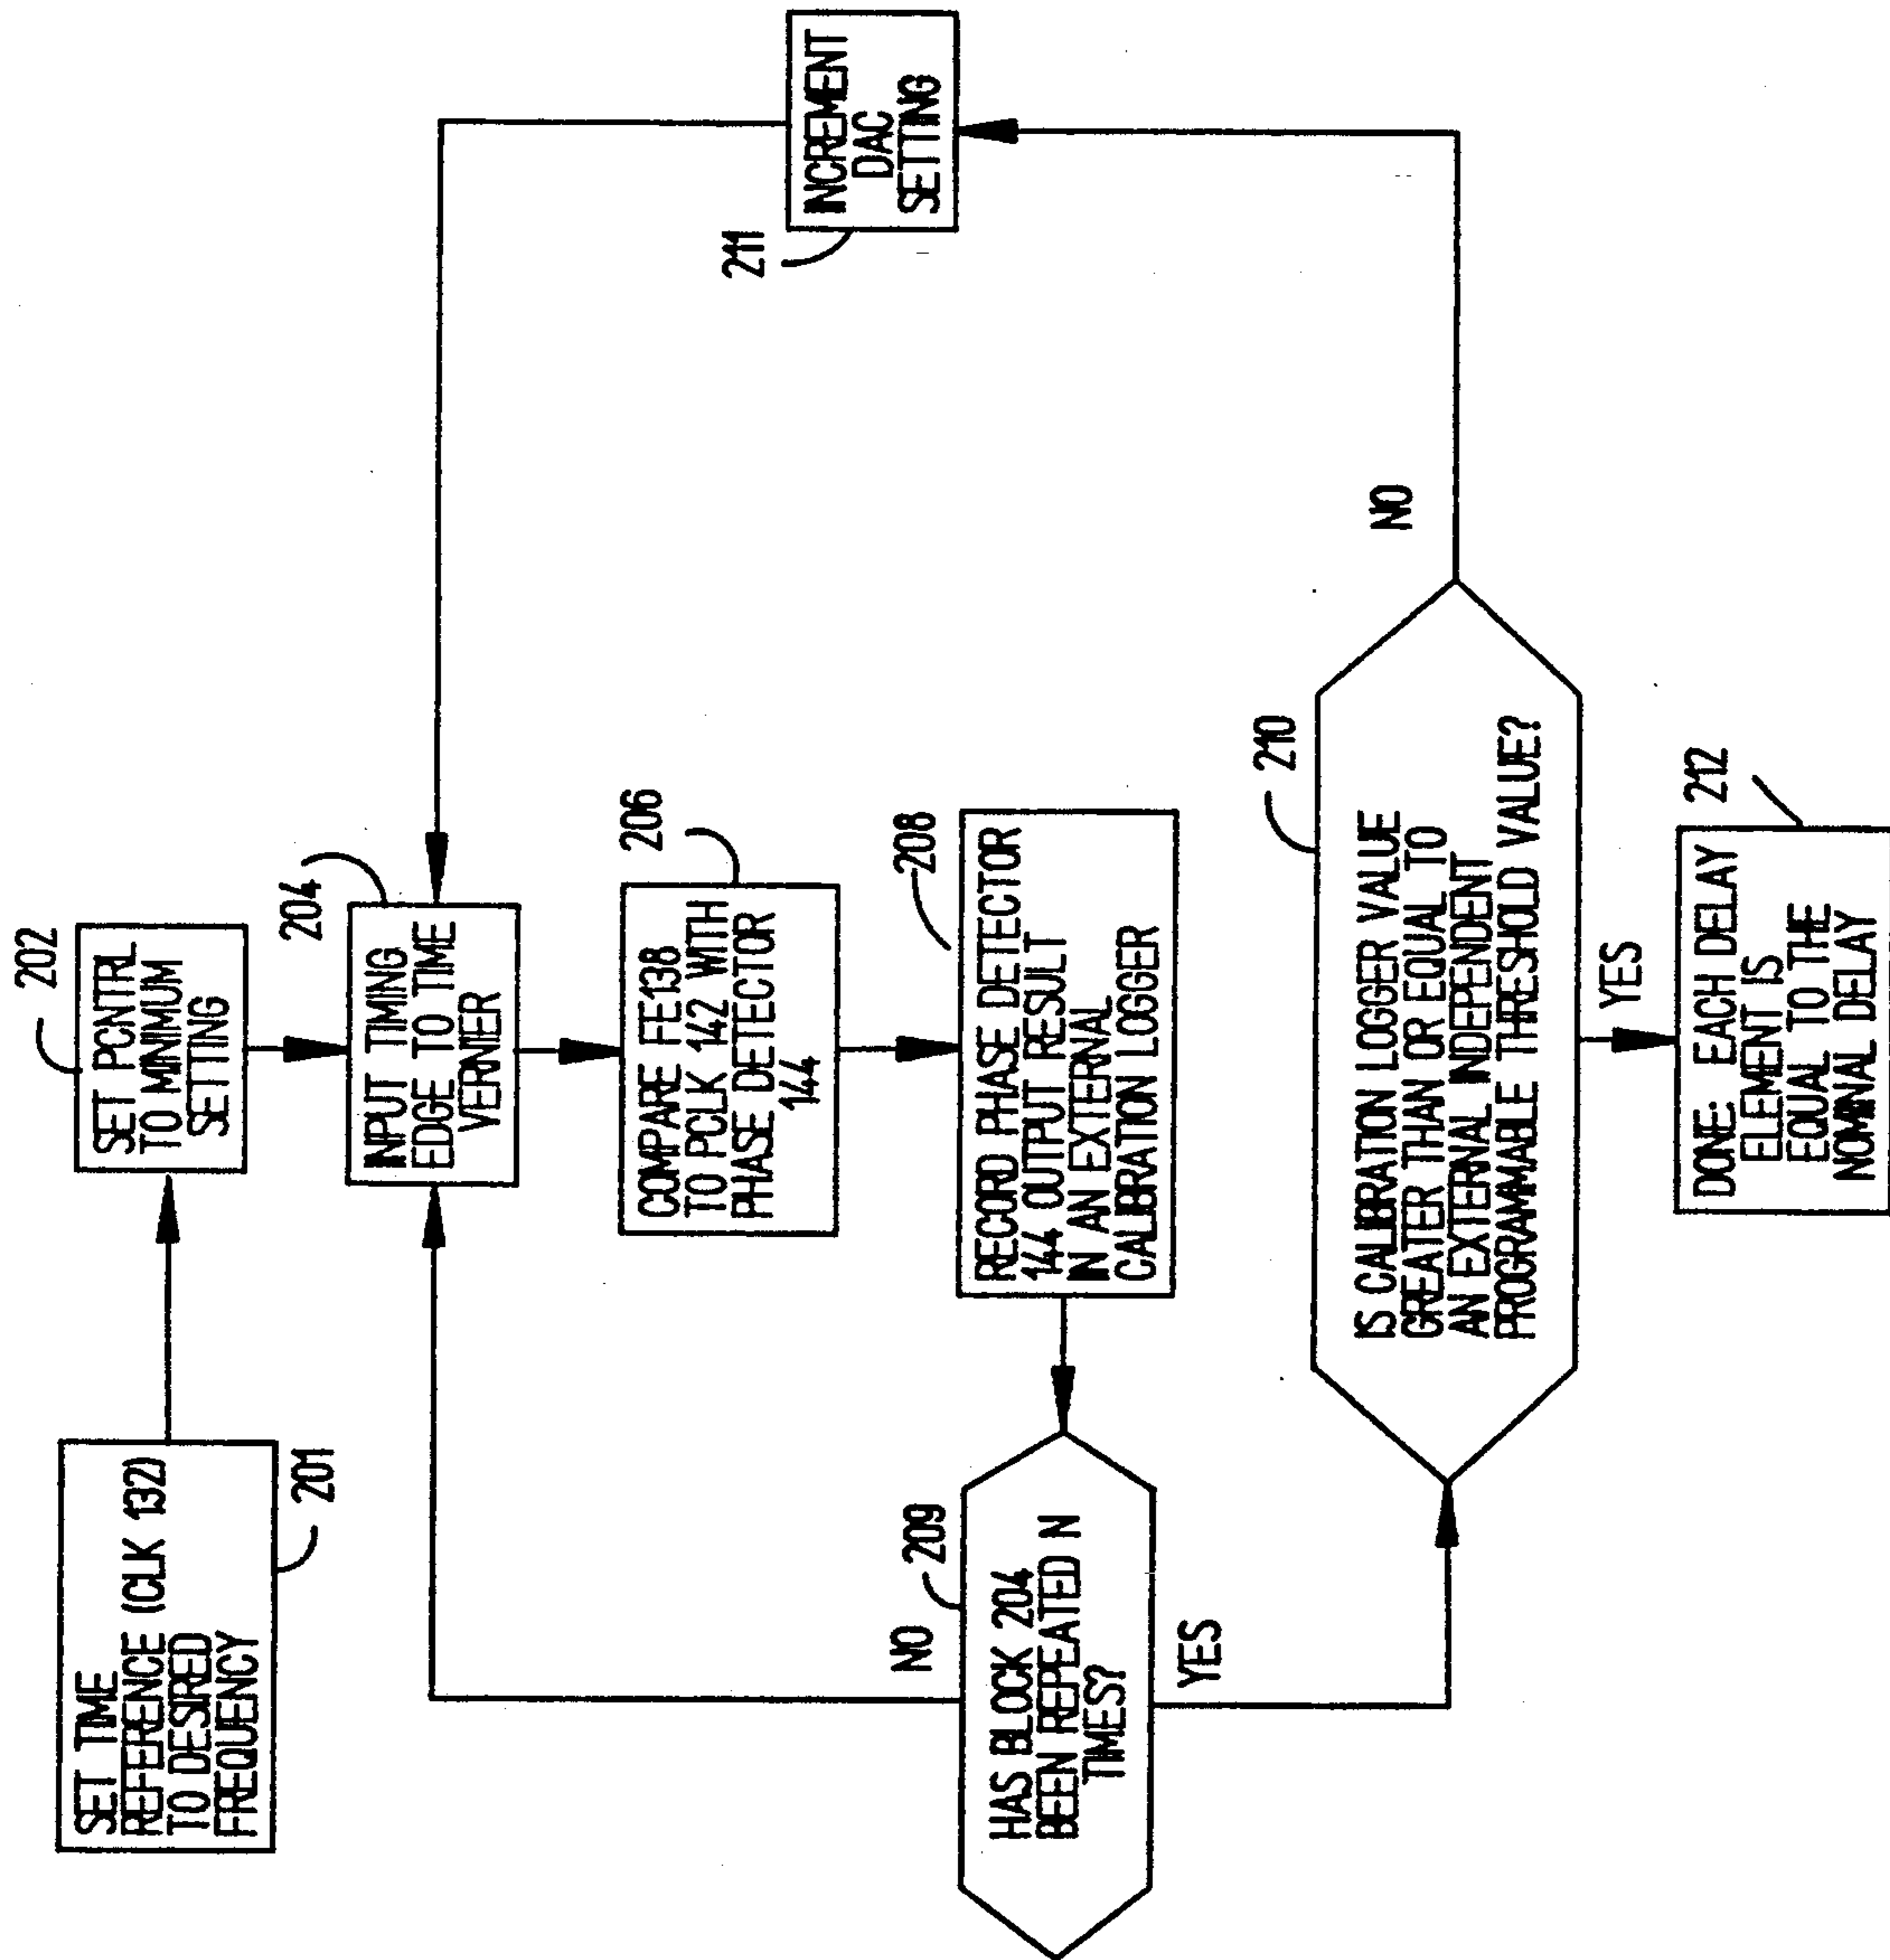 SET TIME
REFERENCE (CLK 132)
TO DESIRED
FREQUENCY
201
202
SET PCNTRL
TO MINIMUM
SETTING
204
INPUT TIMING
EDGE TO TIME
VERNIER
206
COMPARE FE138
TO PCLK 142 WITH
PHASE DETECTOR
144
208
RECORD PHASE DETECTOR
144 OUTPUT RESULT
IN AN EXTERNAL
CALIBRATION LOGGER
NO
209
HAS BLOCK 204
BEEN REPEATED N
TIMES?
YES
210
IS CALIBRATION LOGGER VALUE
GREATER THAN OR EQUAL TO
AN EXTERNAL INDEPENDENT
PROGRAMMABLE THRESHOLD VALUE?
NO
211
INCREMENT
DAC
SETTING
YES
212
DONE: EACH DELAY
ELEMENT IS
EQUAL TO THE
NOMINAL DELAY